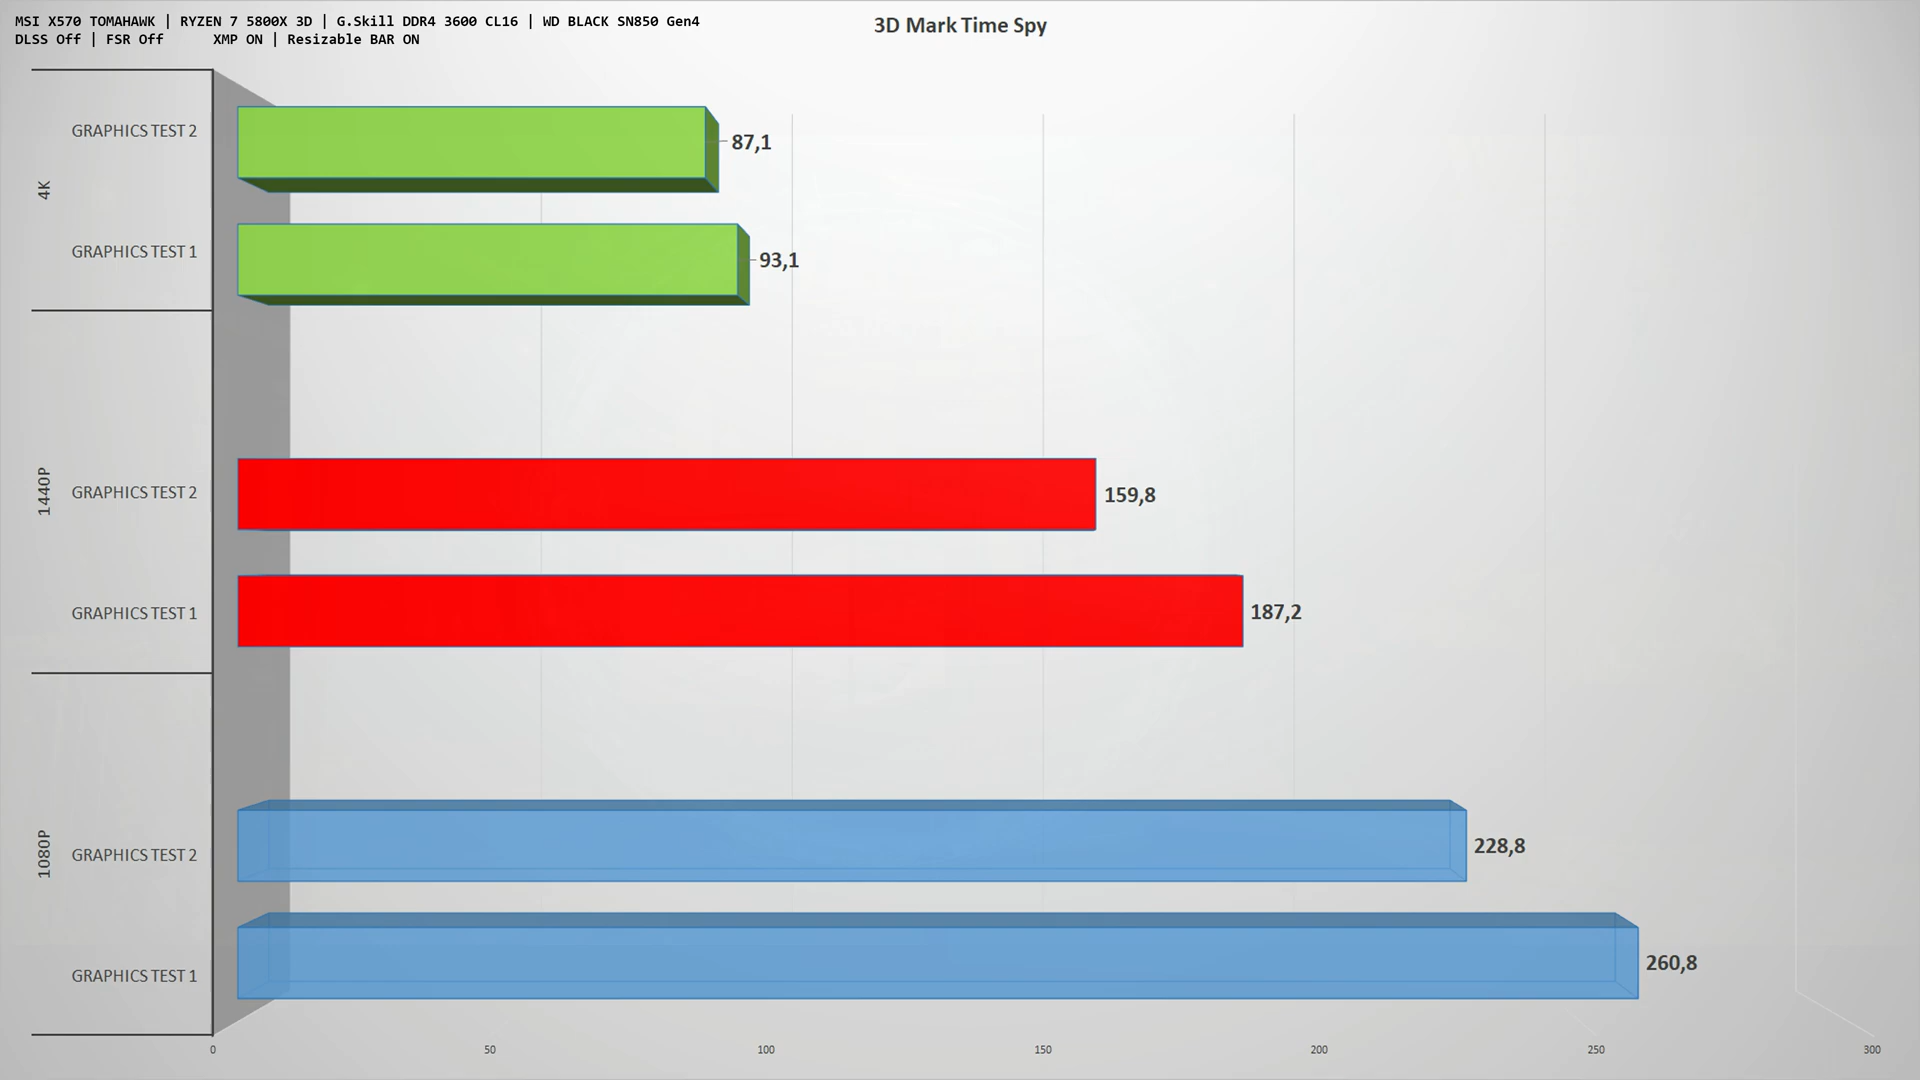 MSI X570 TOMAHAWK | RYZEN 7 5800X 3D | G.Skill DDR4 3600 CL16 | WD BLACK SN850 Gen4
DLSS Off | FSR Off XMP ON | Resizable BAR ON
3D Mark Time Spy
4K
GRAPHICS TEST 2
87,1
GRAPHICS TEST 1
93,1
1440P
GRAPHICS TEST 2
159,8
GRAPHICS TEST 1
187,2
1080P
GRAPHICS TEST 2
228,8
GRAPHICS TEST 1
260,8
0 50 100 150 200 250 300